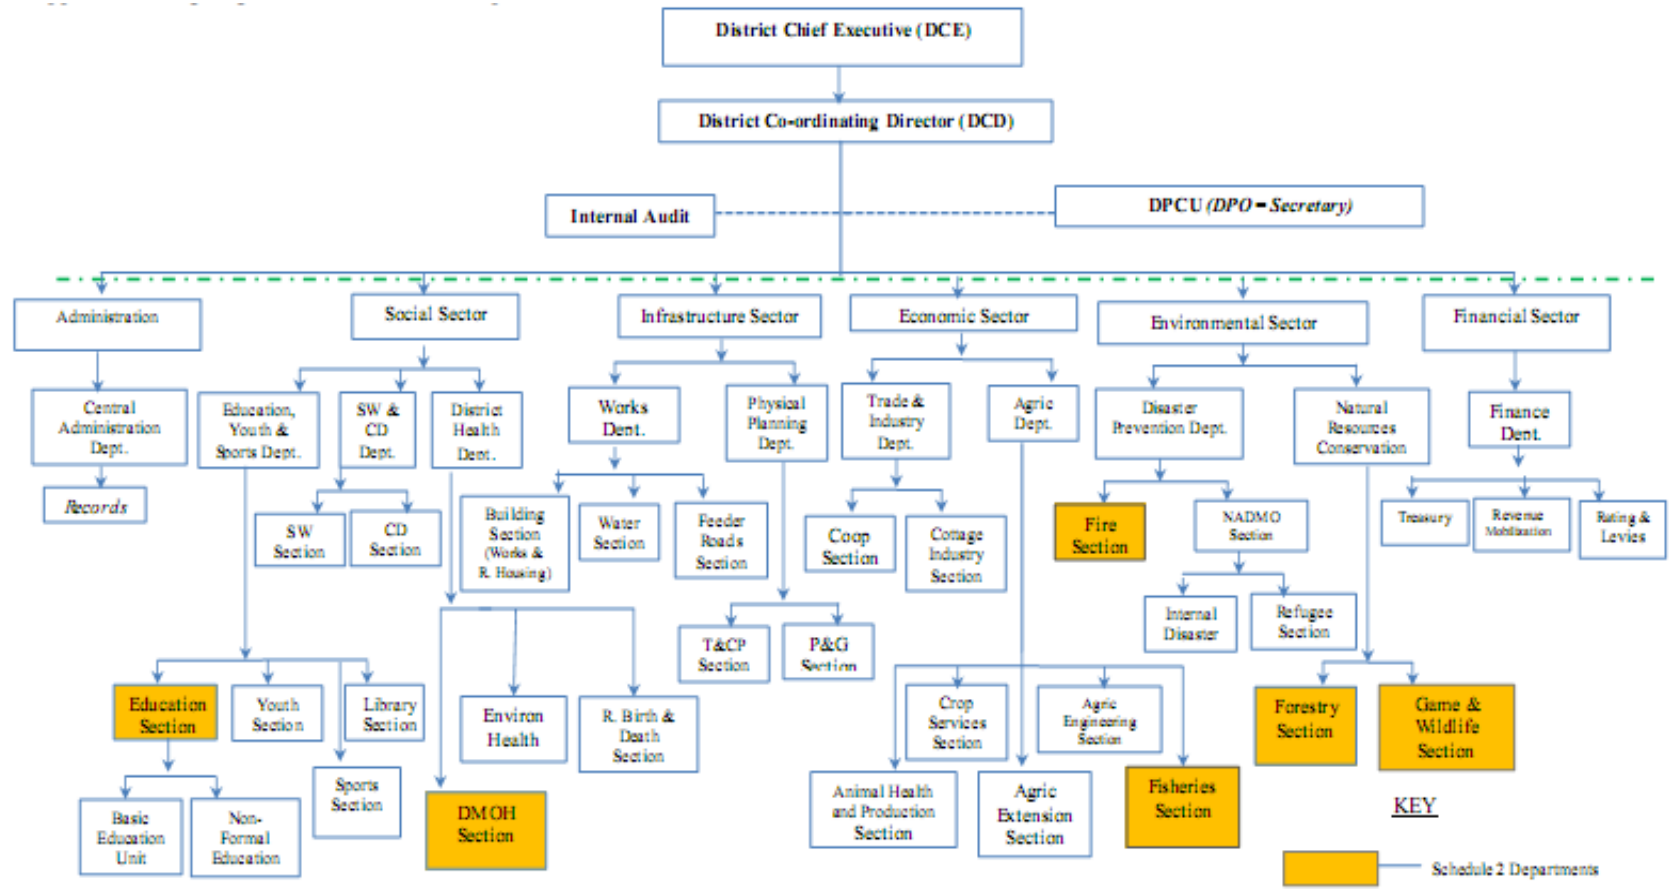 District Chief Executive (DCE)
District Co-ordinating Director (DCD)
Internal Audit
DPCU (DPO = Secretary)
Administration
Social Sector
Infrastructure Sector
Economic Sector
Environmental Sector
Financial Sector
Central
Administration
Dept.
Education,
Youth &
Sports Dept.
SW &
CD
Dept.
District
Health
Dept.
Works
Dept.
Physical
Planning
Dept.
Trade &
Industry
Dept.
Agric
Dept.
Disaster
Prevention Dept.
Natural
Resources
Conservation
Finance
Dept.
Records
SW
Section
CD
Section
Building
Section
(Works &
R. Housing)
Water
Section
Feeder
Roads
Section
Coop
Section
Cottage
Industry
Section
Fire
Section
NADMO
Section
Treasury
Revenue
Mobilization
Rating &
Levies
Internal
Disaster
Refugee
Section
T&CP
Section
P&G
Section
Education
Section
Youth
Section
Library
Section
Environ
Health
R. Birth &
Death
Section
Crop
Services
Section
Agric
Engineering
Section
Forestry
Section
Game &
Wildlife
Section
Sports
Section
Basic
Education
Unit
Non-
Formal
Education
DMOH
Section
Animal Health
and Production
Section
Agric
Extension
Section
Fisheries
Section
KEY
Schedule 2 Departments